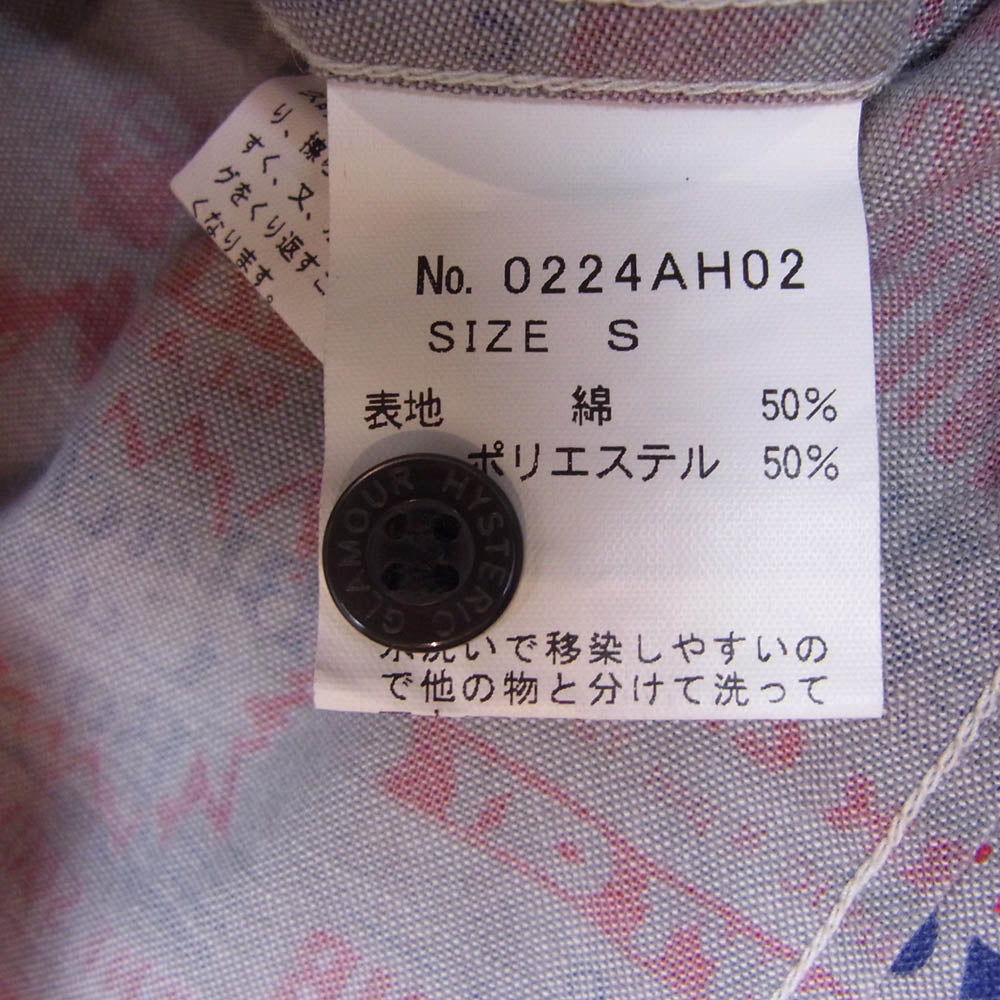 り、擦
すく、又、
グをくり返すこ
くなります。
No. 0224AH02
SIZE S
表地 綿 50%
ポリエステル 50%
HYSTERIC GLAMOUR
水洗いで移染しやすいの
で他の物と分けて洗って